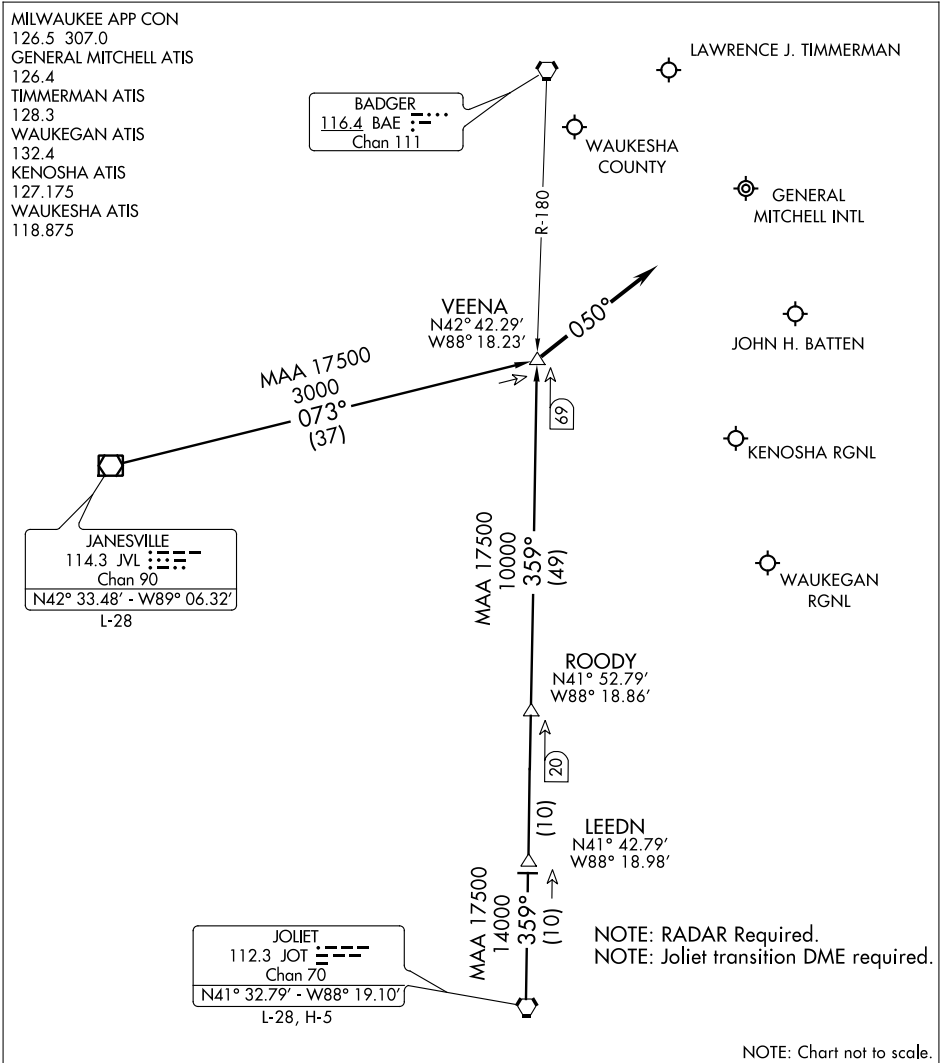 MILWAUKEE APP CON
126.5 307.0
GENERAL MITCHELL ATIS
126.4
TIMMERMAN ATIS
128.3
WAUKEGAN ATIS
132.4
KENOSHA ATIS
127.175
WAUKESHA ATIS
118.875
LAWRENCE J. TIMMERMAN
BADGER
116.4 BAE
Chan 111
WAUKESHA
COUNTY
GENERAL
MITCHELL INTL
R-180
VEENA
N42° 42.29′
W88° 18.23′
050°
JOHN H. BATTEN
MAA 17500
3000
073°
(37)
69
KENOSHA RGNL
JANESVILLE
114.3 JVL
Chan 90
N42° 33.48′ - W89° 06.32′
L-28
MAA 17500
10000
359°
(49)
WAUKEGAN
RGNL
ROODY
N41° 52.79′
W88° 18.86′
20
(10)
LEEDN
N41° 42.79′
W88° 18.98′
MAA 17500
14000
359°
(10)
JOLIET
112.3 JOT
Chan 70
N41° 32.79′ - W88° 19.10′
L-28, H-5
NOTE: RADAR Required.
NOTE: Joliet transition DME required.
NOTE: Chart not to scale.